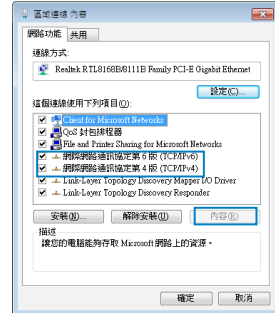 區域連線 內容
網路功能 共用
連線方式:
Realtek RTL8168B/8111B Family PCI-E Gigabit Ethernet
設定(C)...
這個連線使用下列項目(O):
Client for Microsoft Networks
QoS 封包排程器
File and Printer Sharing for Microsoft Networks
網際網路通訊協定第 6 版 (TCP/IPv6)
網際網路通訊協定第 4 版 (TCP/IPv4)
Link-Layer Topology Discovery Mapper I/O Driver
Link-Layer Topology Discovery Responder
安裝(N)... 解除安裝(U) 內容(R)
描述
讓您的電腦能夠存取 Microsoft 網路上的資源。
確定 取消